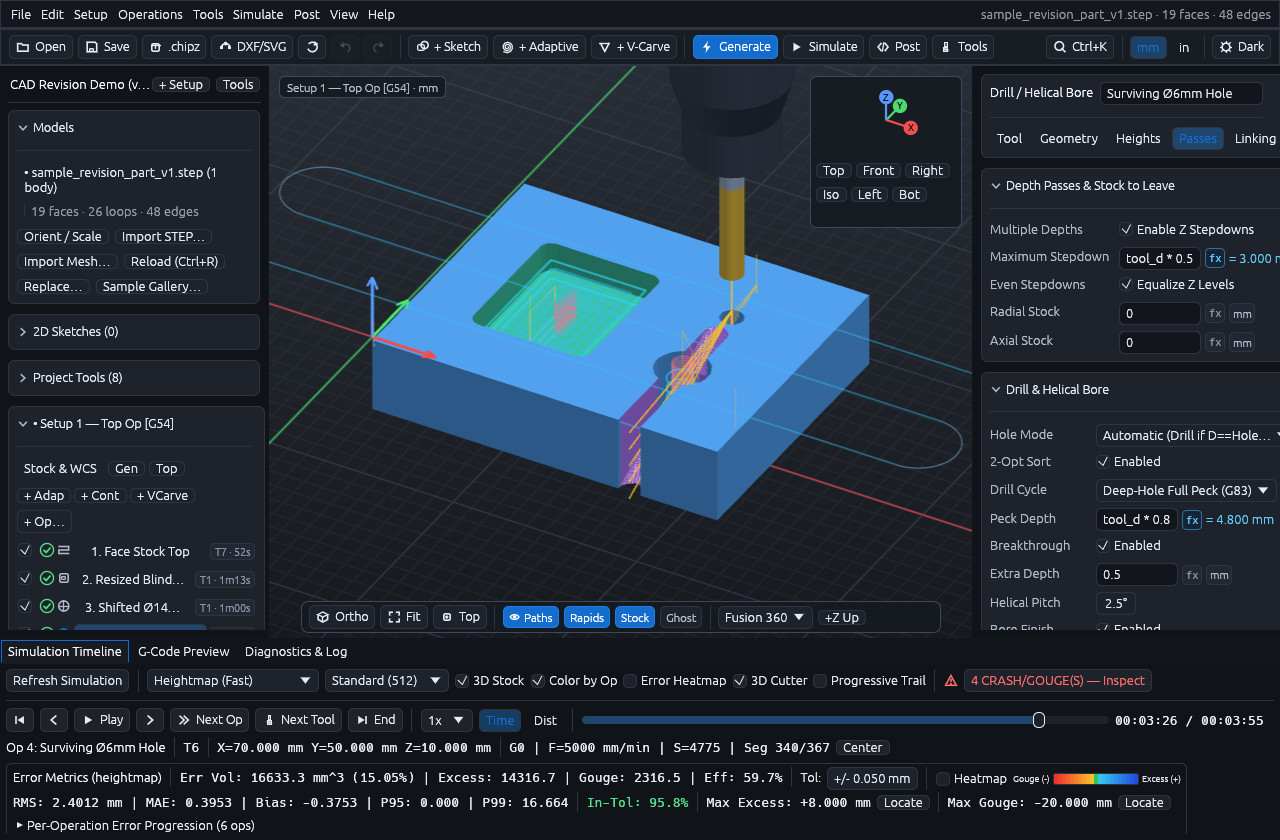 File Edit Setup Operations Tools Simulate Post View Help
sample_revision_part_v1.step · 19 faces · 48 edges
Open Save .chipz DXF/SVG + Sketch + Adaptive + V-Carve Generate Simulate Post Tools Ctrl+K mm in Dark
CAD Revision Demo (v... + Setup Tools
Models
• sample_revision_part_v1.step (1 body)
19 faces · 26 loops · 48 edges
Orient / Scale Import STEP...
Import Mesh... Reload (Ctrl+R)
Replace... Sample Gallery...
2D Sketches (0)
Project Tools (8)
• Setup 1 — Top Op [G54]
Stock & WCS Gen Top
+ Adap + Cont + VCarve
+ Op...
1. Face Stock Top T7 · 52s
2. Resized Blind... T1 · 1m13s
3. Shifted Ø14... T1 · 1m00s
Setup 1 — Top Op [G54] · mm
Z Y X
Top Front Right
Iso Left Bot
Ortho Fit Top Paths Rapids Stock Ghost Fusion 360 +Z Up
Drill / Helical Bore Surviving Ø6mm Hole
Tool Geometry Heights Passes Linking
Depth Passes & Stock to Leave
Multiple Depths Enable Z Stepdowns
Maximum Stepdown tool_d * 0.5 fx = 3.000
Even Stepdowns Equalize Z Levels
Radial Stock 0 fx mm
Axial Stock 0 fx mm
Drill & Helical Bore
Hole Mode Automatic (Drill if D==Hole...
2-Opt Sort Enabled
Drill Cycle Deep-Hole Full Peck (G83)
Peck Depth tool_d * 0.8 fx = 4.800 mm
Breakthrough Enabled
Extra Depth 0.5 fx mm
Helical Pitch 2.5°
Bore Finish Enabled
Simulation Timeline G-Code Preview Diagnostics & Log
Refresh Simulation Heightmap (Fast) Standard (512) 3D Stock Color by Op Error Heatmap 3D Cutter Progressive Trail 4 CRASH/GOUGE(S) — Inspect
Play Next Op Next Tool End 1x Time Dist 00:03:26 / 00:03:55
Op 4: Surviving Ø6mm Hole T6 X=70.000 mm Y=50.000 mm Z=10.000 mm G0 | F=5000 mm/min | S=4775 | Seg 340/367 Center
Error Metrics (heightmap) Err Vol: 16633.3 mm^3 (15.05%) | Excess: 14316.7 | Gouge: 2316.5 | Eff: 59.7% Tol: +/- 0.050 mm Heatmap Gouge (-) Excess (+)
RMS: 2.4012 mm | MAE: 0.3953 | Bias: -0.3753 | P95: 0.000 | P99: 16.664 In-Tol: 95.8% Max Excess: +8.000 mm Locate Max Gouge: -20.000 mm Locate
Per-Operation Error Progression (6 ops)